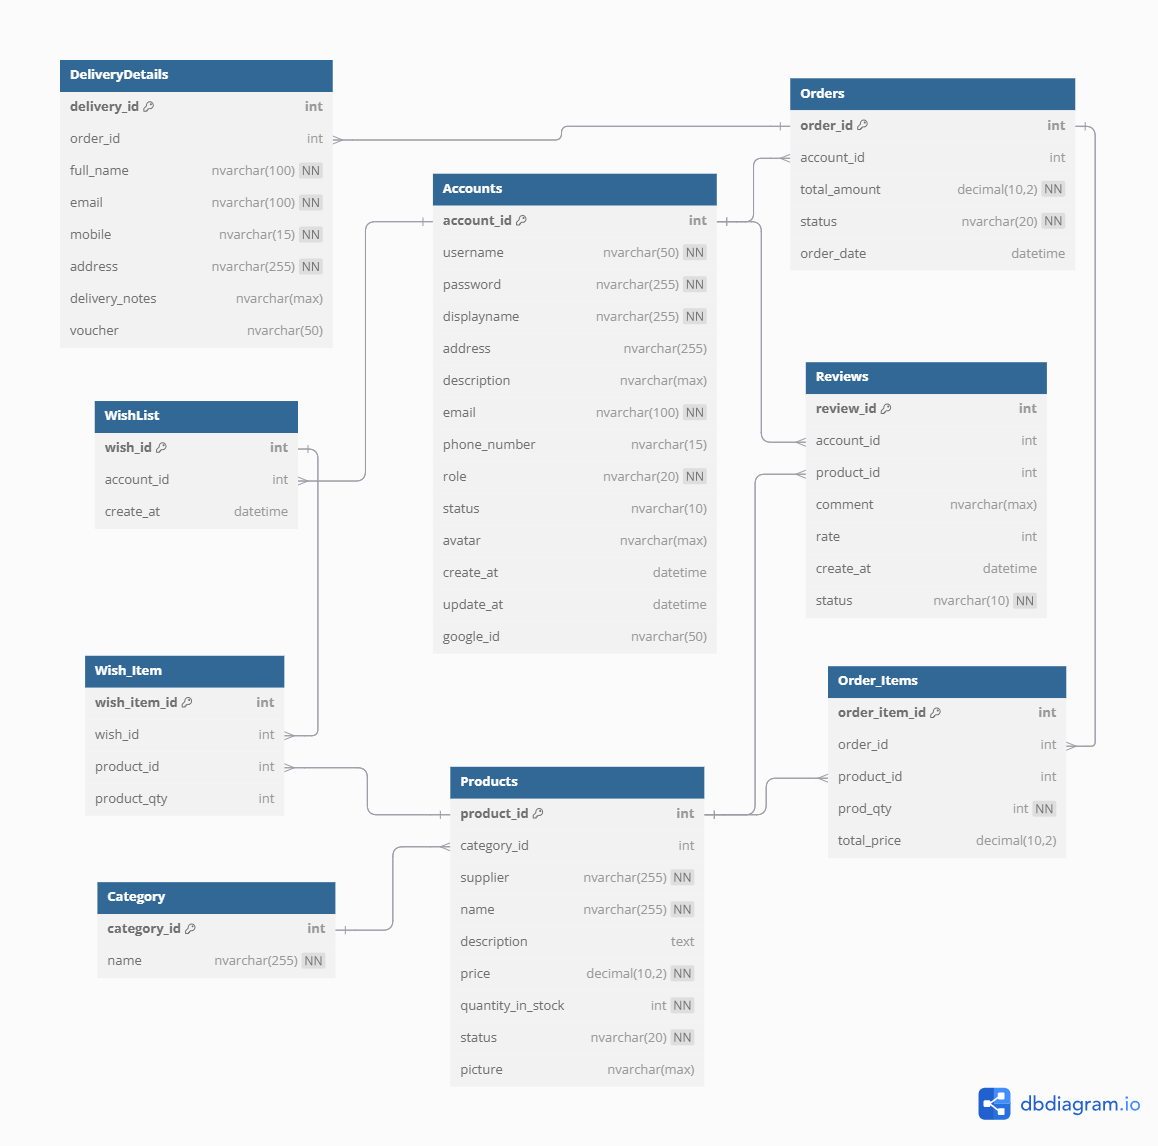 DeliveryDetails
delivery_id int
order_id int
full_name nvarchar(100) NN
email nvarchar(100) NN
mobile nvarchar(15) NN
address nvarchar(255) NN
delivery_notes nvarchar(max)
voucher nvarchar(50)
Orders
order_id int
account_id int
total_amount decimal(10,2) NN
status nvarchar(20) NN
order_date datetime
Accounts
account_id int
username nvarchar(50) NN
password nvarchar(255) NN
displayname nvarchar(255) NN
address nvarchar(255)
description nvarchar(max)
email nvarchar(100) NN
phone_number nvarchar(15)
role nvarchar(20) NN
status nvarchar(10)
avatar nvarchar(max)
create_at datetime
update_at datetime
google_id nvarchar(50)
Reviews
review_id int
account_id int
product_id int
comment nvarchar(max)
rate int
create_at datetime
status nvarchar(10) NN
WishList
wish_id int
account_id int
create_at datetime
Wish_Item
wish_item_id int
wish_id int
product_id int
product_qty int
Order_Items
order_item_id int
order_id int
product_id int
prod_qty int NN
total_price decimal(10,2)
Products
product_id int
category_id int
supplier nvarchar(255) NN
name nvarchar(255) NN
description text
price decimal(10,2) NN
quantity_in_stock int NN
status nvarchar(20) NN
picture nvarchar(max)
Category
category_id int
name nvarchar(255) NN
dbdiagram.io